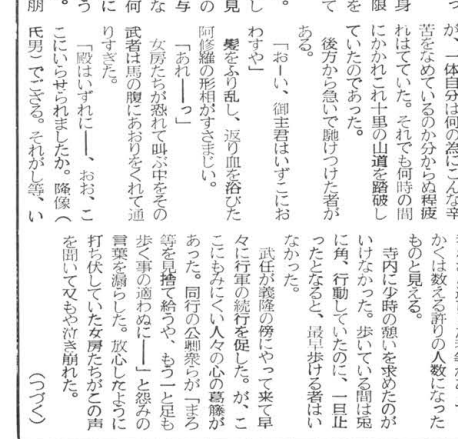 て、一体自分は何の為にこんな辛
苦をなめているのか分からぬ程疲
れはてていた。それでも何時の間
にかかれこれ十里の山道を踏破し
ていたのであった。
後方から急いで馳けつけた者が
ある。
「おーい、御主君はいずこにお
わすや」
髪をふり乱し、返り血を浴びた
阿修羅の形相がすさまじい。
「あれ――っ」
女房たちが恐れて叫ぶ中をその
武者は馬の腹にあおりをくれて通
りすぎた。
「殿はいずれに――、おお、こ
こにいらせられましたか。隆像(
氏男)でござる。それがし等、い
かくは数える許りの人数になった
ものと見える。
寺内に少時の憩いを求めたのが
いけなかった。歩いている間は兎
に角、行動していたのに、一旦止
ったとなると、最早歩ける者はい
なかった。
武任が義隆の傍にやって来て早
々に行軍の続行を促した。が、こ
こにもみにくい人々の心の葛藤が
あった。同行の公卿衆らが「まろ
等を見捨て給うや、もう一と足も
歩く事の適わぬに――」と怨みの
言葉を漏らした。放心したように
打ち伏していた女房たちがこの声
を聞いて又もや泣き崩れた。
(つづく)